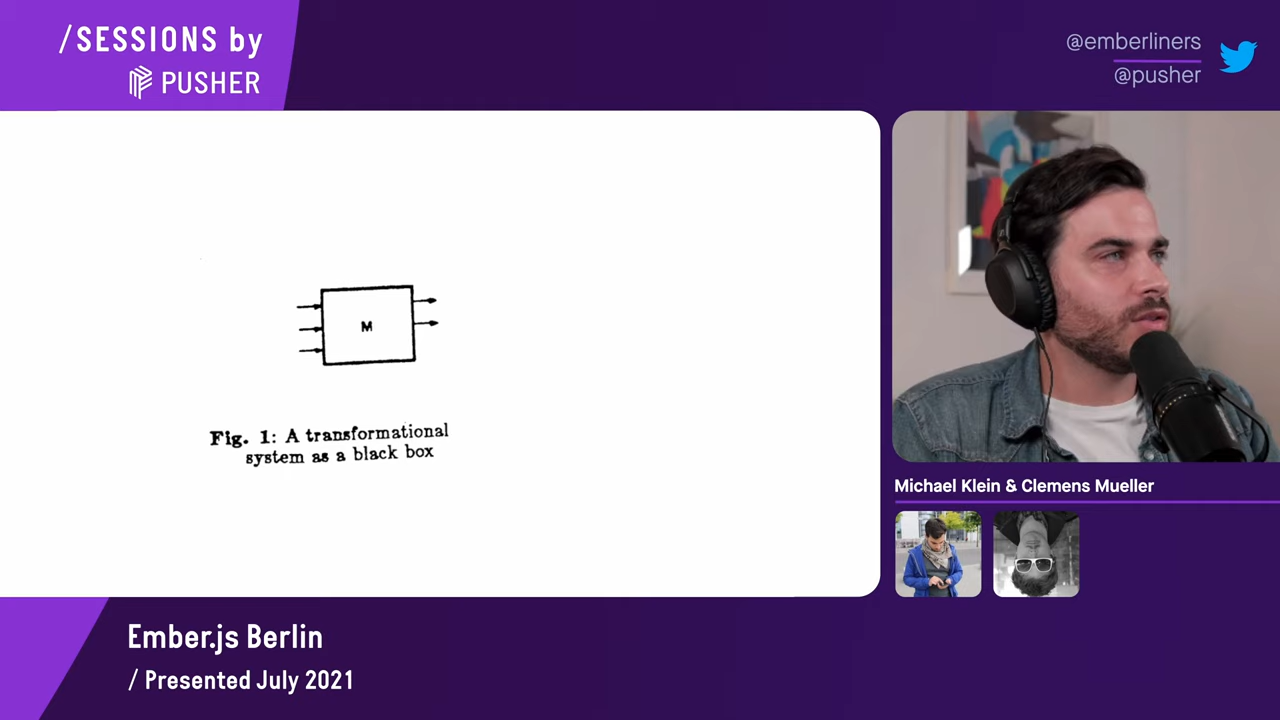 /SESSIONS by
PUSHER
@emberliners
@pusher
M
Fig. 1: A transformational
system as a black box
Michael Klein & Clemens Mueller
Ember.js Berlin
/ Presented July 2021